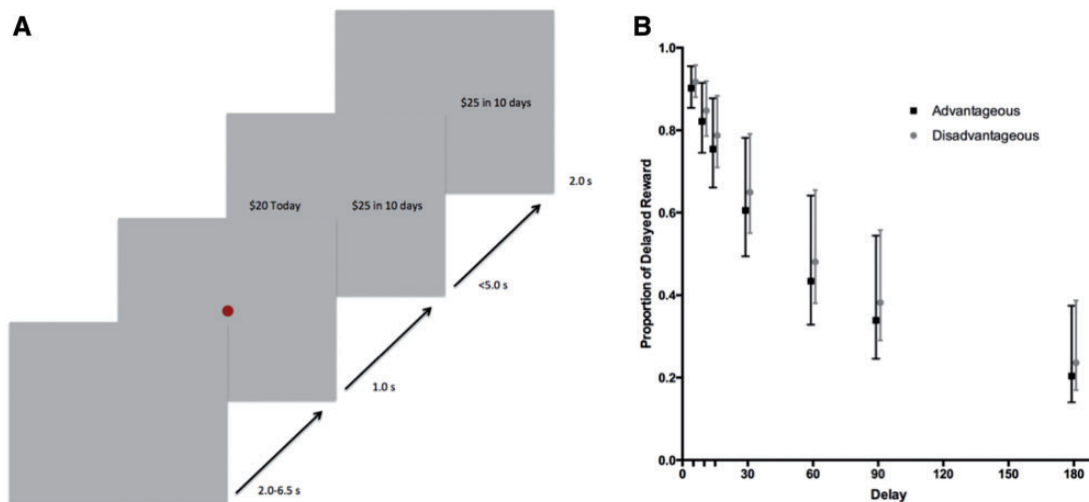 A
$25 in 10 days
2.0 s
$20 Today
$25 in 10 days
<5.0 s
1.0 s
2.0-6.5 s
B
Proportion of Delayed Reward
1.0
0.8
0.6
0.4
0.2
0.0
Advantageous
Disadvantageous
0 30 60 90 120 150 180
Delay